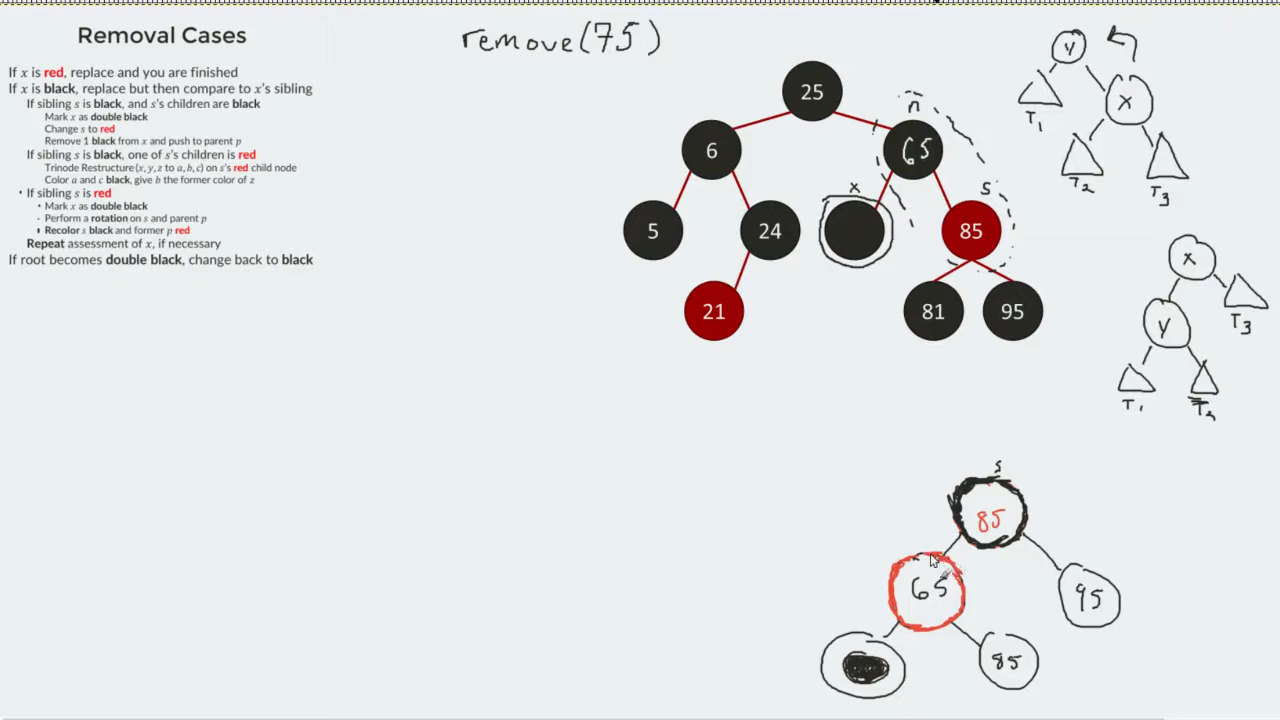 Removal Cases
If x is red, replace and you are finished
If x is black, replace but then compare to x's sibling
If sibling s is black, and s's children are black
Mark x as double black
Change s to red
Remove 1 black from x and push to parent p
If sibling s is black, one of s's children is red
Trinode Restructure (x, y, z to a, b, c) on s's red child node
Color a and c black, give b the former color of z
If sibling s is red
Mark x as double black
Perform a rotation on s and parent p
Recolor s black and former p red
Repeat assessment of x, if necessary
If root becomes double black, change back to black
remove(75)
25
n
6
65
x
s
5
24
85
21
81
95
y
x
T1
T2
T3
x
y
T3
T1
s
85
65
95
85